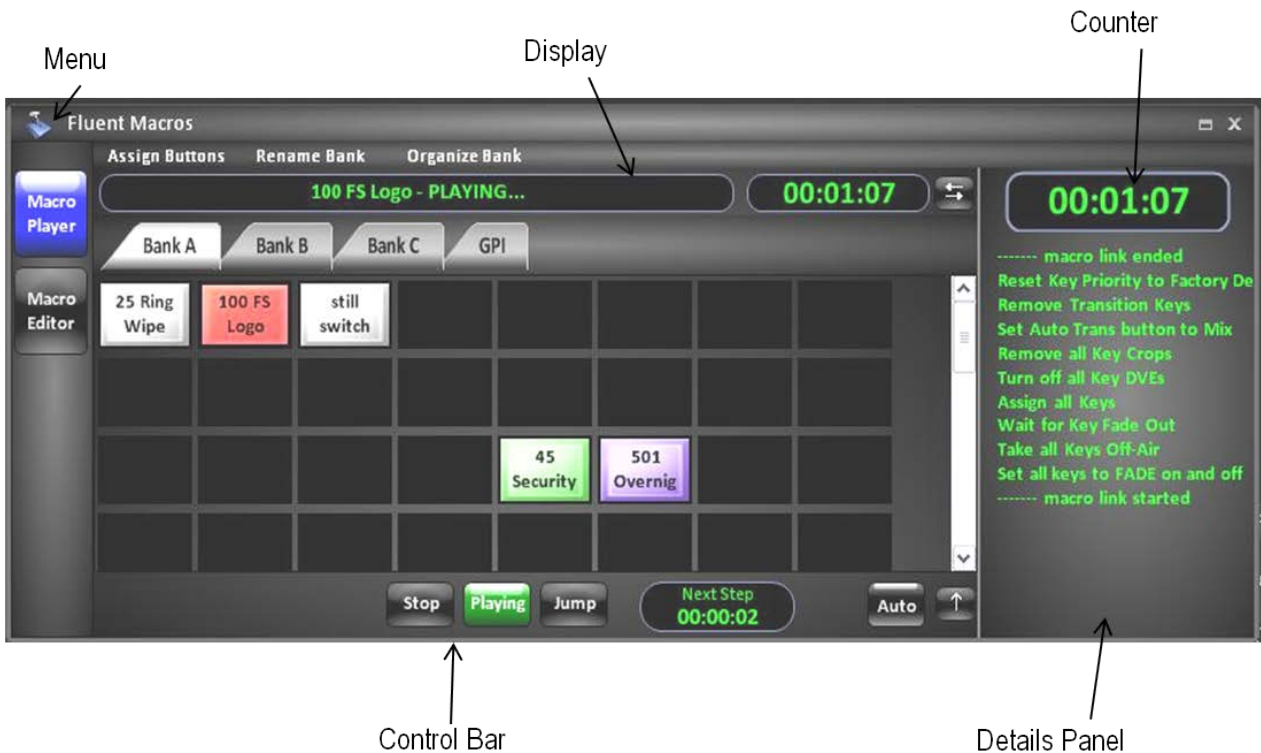 Counter
Menu
Display
Fluent Macros
Assign Buttons Rename Bank Organize Bank
Macro
Player
Macro
Editor
100 FS Logo - PLAYING...
00:01:07
00:01:07
Bank A Bank B Bank C GPI
25 Ring
Wipe
100 FS
Logo
still
switch
45
Security
501
Overnig
------- macro link ended
Reset Key Priority to Factory De
Remove Transition Keys
Set Auto Trans button to Mix
Remove all Key Crops
Turn off all Key DVEs
Assign all Keys
Wait for Key Fade Out
Take all Keys Off-Air
Set all keys to FADE on and off
------- macro link started
Stop Playing Jump
Next Step
00:00:02
Auto
Control Bar
Details Panel